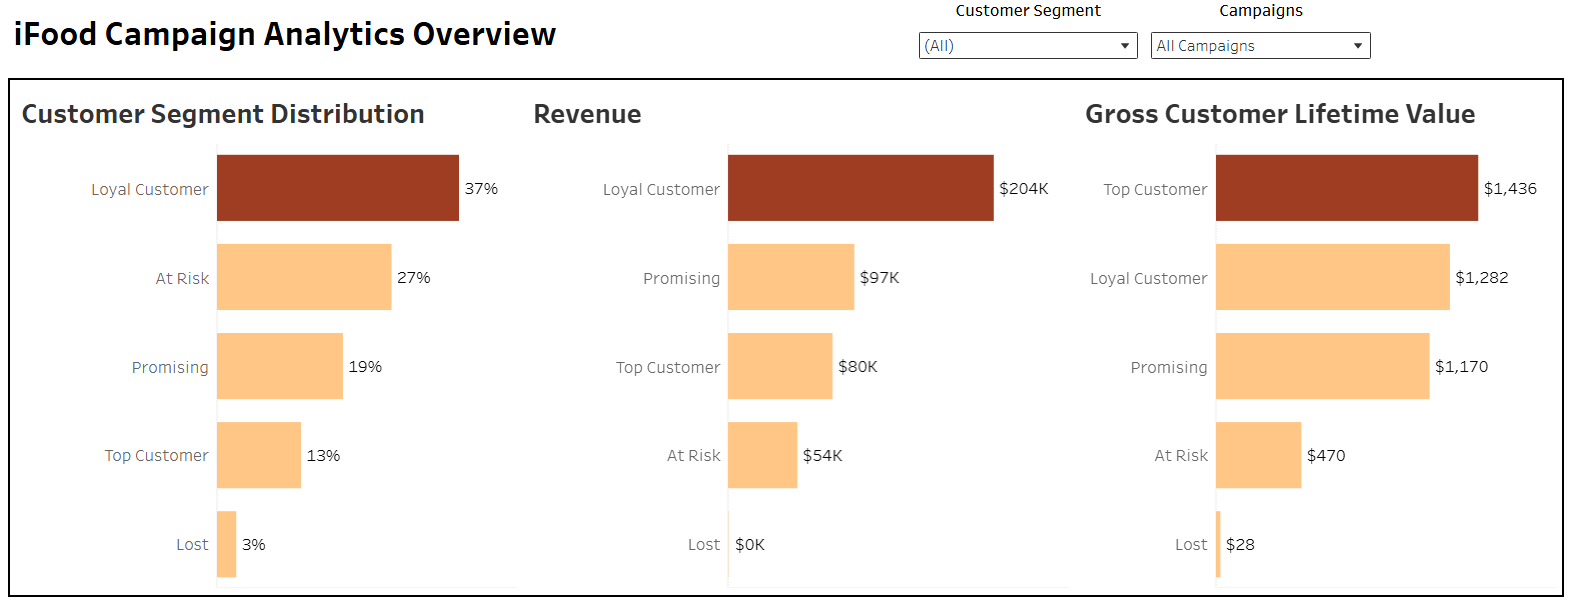 iFood Campaign Analytics Overview
Customer Segment
(All)
Campaigns
All Campaigns
Customer Segment Distribution
Loyal Customer 37%
At Risk 27%
Promising 19%
Top Customer 13%
Lost 3%
Revenue
Loyal Customer $204K
Promising $97K
Top Customer $80K
At Risk $54K
Lost $0K
Gross Customer Lifetime Value
Top Customer $1,436
Loyal Customer $1,282
Promising $1,170
At Risk $470
Lost $28